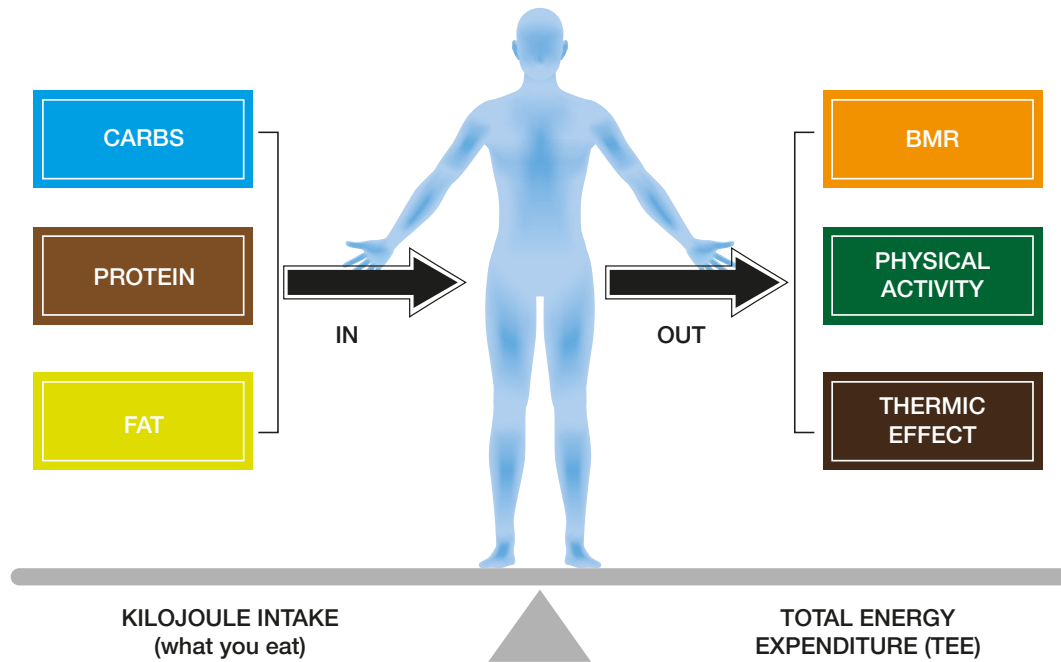 CARBS
PROTEIN
FAT
IN
OUT
BMR
PHYSICAL
ACTIVITY
THERMIC
EFFECT
KILOJOULE INTAKE
(what you eat)
TOTAL ENERGY
EXPENDITURE (TEE)